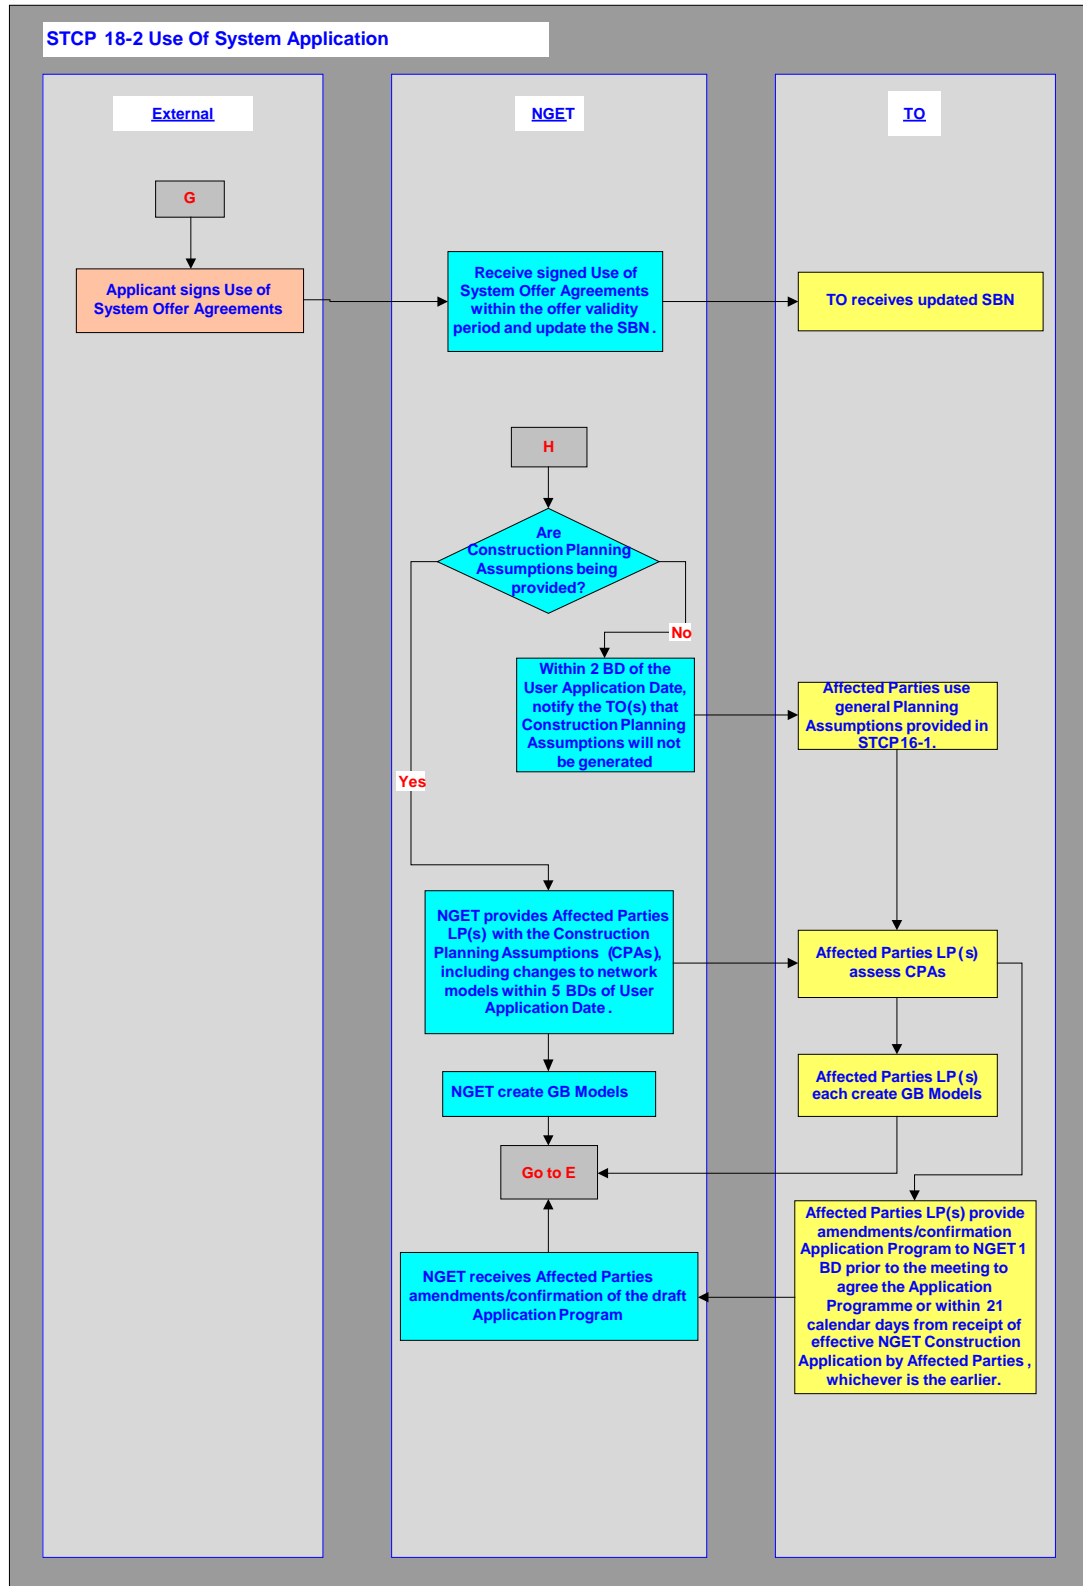 STCP 18-2 Use Of System Application
External
NGET
TO
G
Applicant signs Use of
System Offer Agreements
Receive signed Use of
System Offer Agreements
within the offer validity
period and update the SBN .
TO receives updated SBN
H
Are
Construction Planning
Assumptions being
provided?
No
Within 2 BD of the
User Application Date,
notify the TO(s) that
Construction Planning
Assumptions will not
be generated
Affected Parties use
general Planning
Assumptions provided in
STCP16-1.
Yes
NGET provides Affected Parties
LP(s) with the Construction
Planning Assumptions (CPAs),
including changes to network
models within 5 BDs of User
Application Date .
Affected Parties LP(s)
assess CPAs
NGET create GB Models
Affected Parties LP(s)
each create GB Models
Go to E
Affected Parties LP(s) provide
amendments/confirmation
Application Program to NGET 1
BD prior to the meeting to
agree the Application
Programme or within 21
calendar days from receipt of
effective NGET Construction
Application by Affected Parties ,
whichever is the earlier.
NGET receives Affected Parties
amendments/confirmation of the draft
Application Program